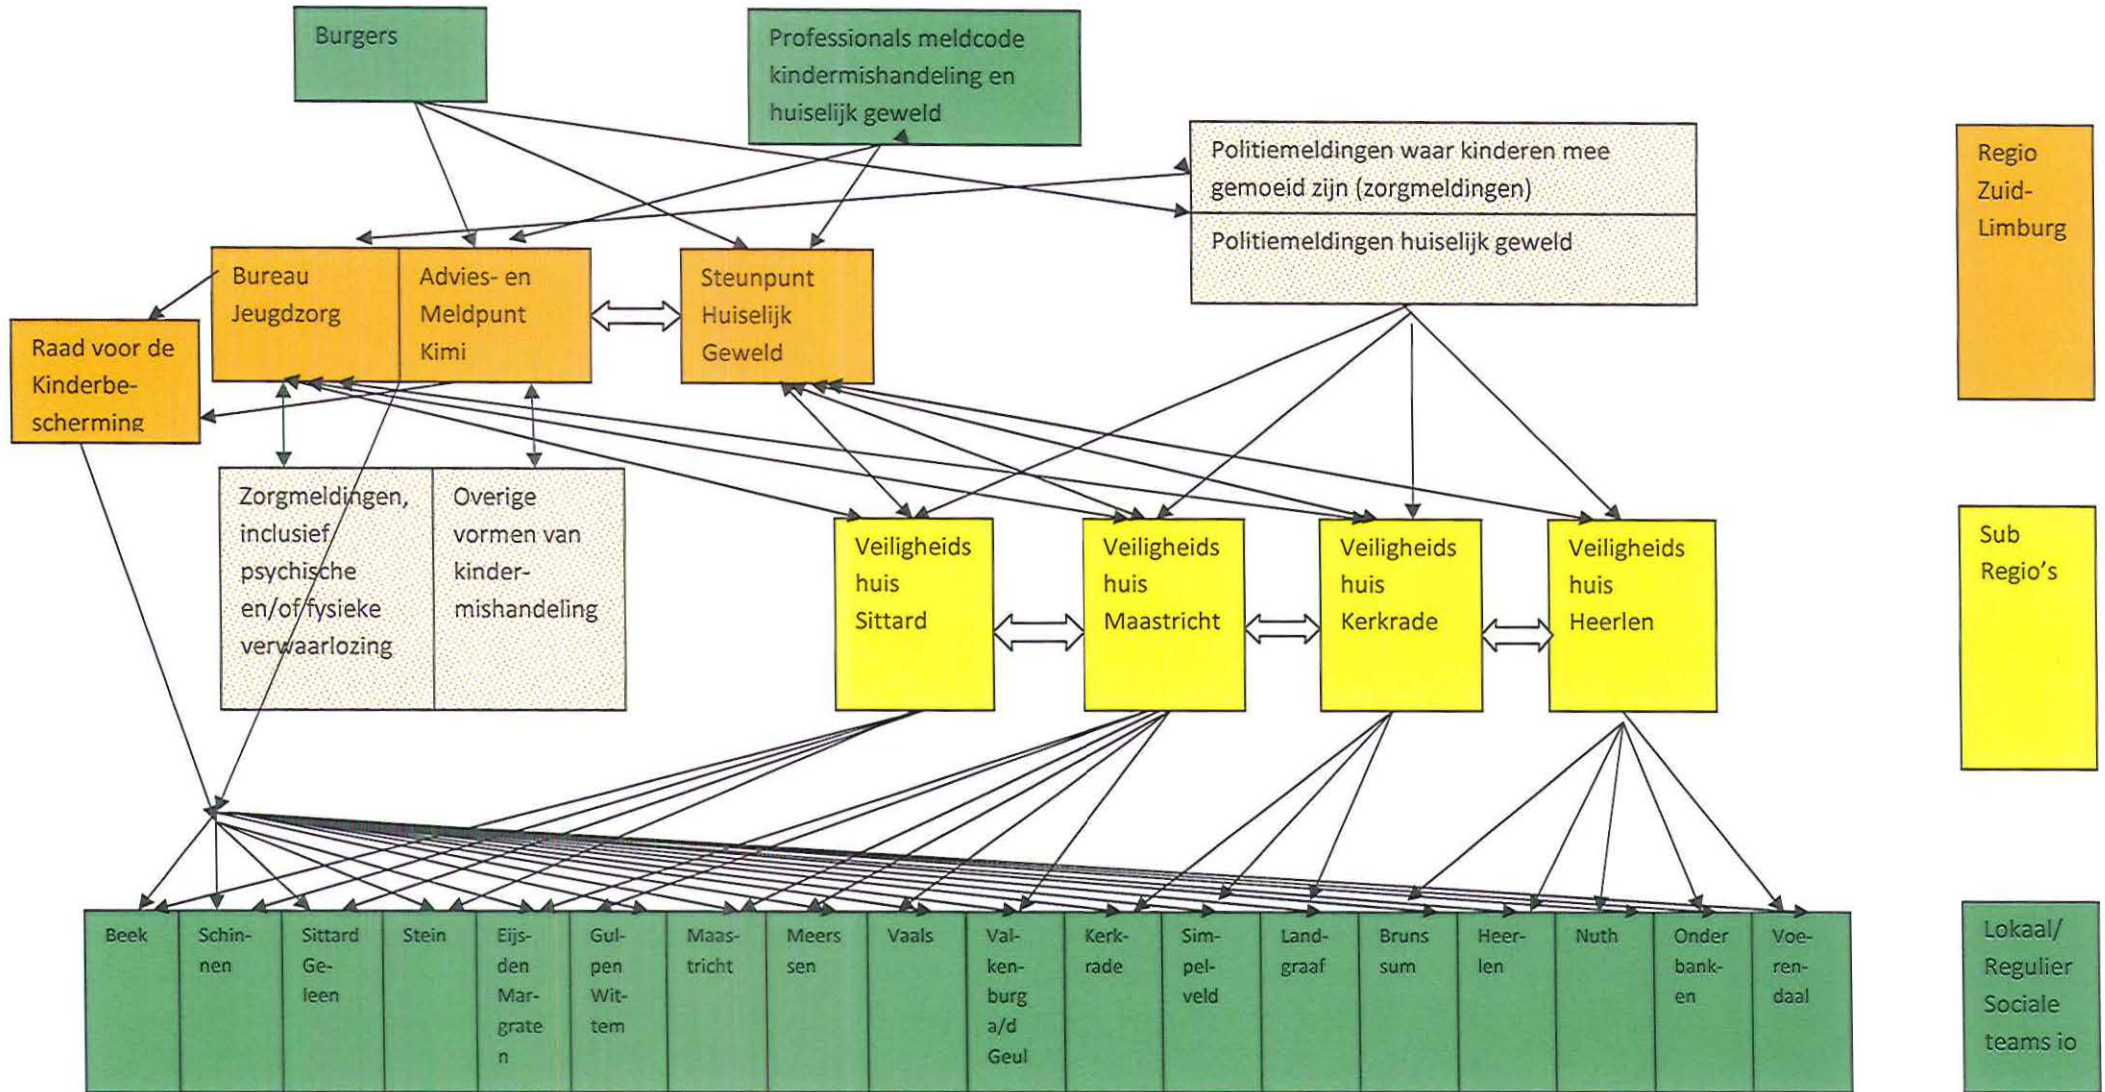 Burgers
Professionals meldcode
kindermishandeling en
huiselijk geweld
Politiemeldingen waar kinderen mee
gemoeid zijn (zorgmeldingen)
Politiemeldingen huiselijk geweld
Regio
Zuid-
Limburg
Bureau
Jeugdzorg
Advies- en
Meldpunt
Kimi
Steunpunt
Huiselijk
Geweld
Raad voor de
Kinderbe-
scherming
Zorgmeldingen,
inclusief
psychische
en/of fysieke
verwaarlozing
Overige
vormen van
kinder-
mishandeling
Veiligheids
huis
Sittard
Veiligheids
huis
Maastricht
Veiligheids
huis
Kerkrade
Veiligheids
huis
Heerlen
Sub
Regio's
Beek
Schin-
nen
Sittard
Ge-
leen
Stein
Eijs-
den
Mar-
grate
n
Gul-
pen
Wit-
tem
Maas-
tricht
Meers
sen
Vaals
Val-
ken-
burg
a/d
Geul
Kerk-
rade
Sim-
pel-
veld
Land-
graaf
Bruns
sum
Heer-
len
Nuth
Onder
bank-
en
Voe-
ren-
daal
Lokaal/
Regulier
Sociale
teams io